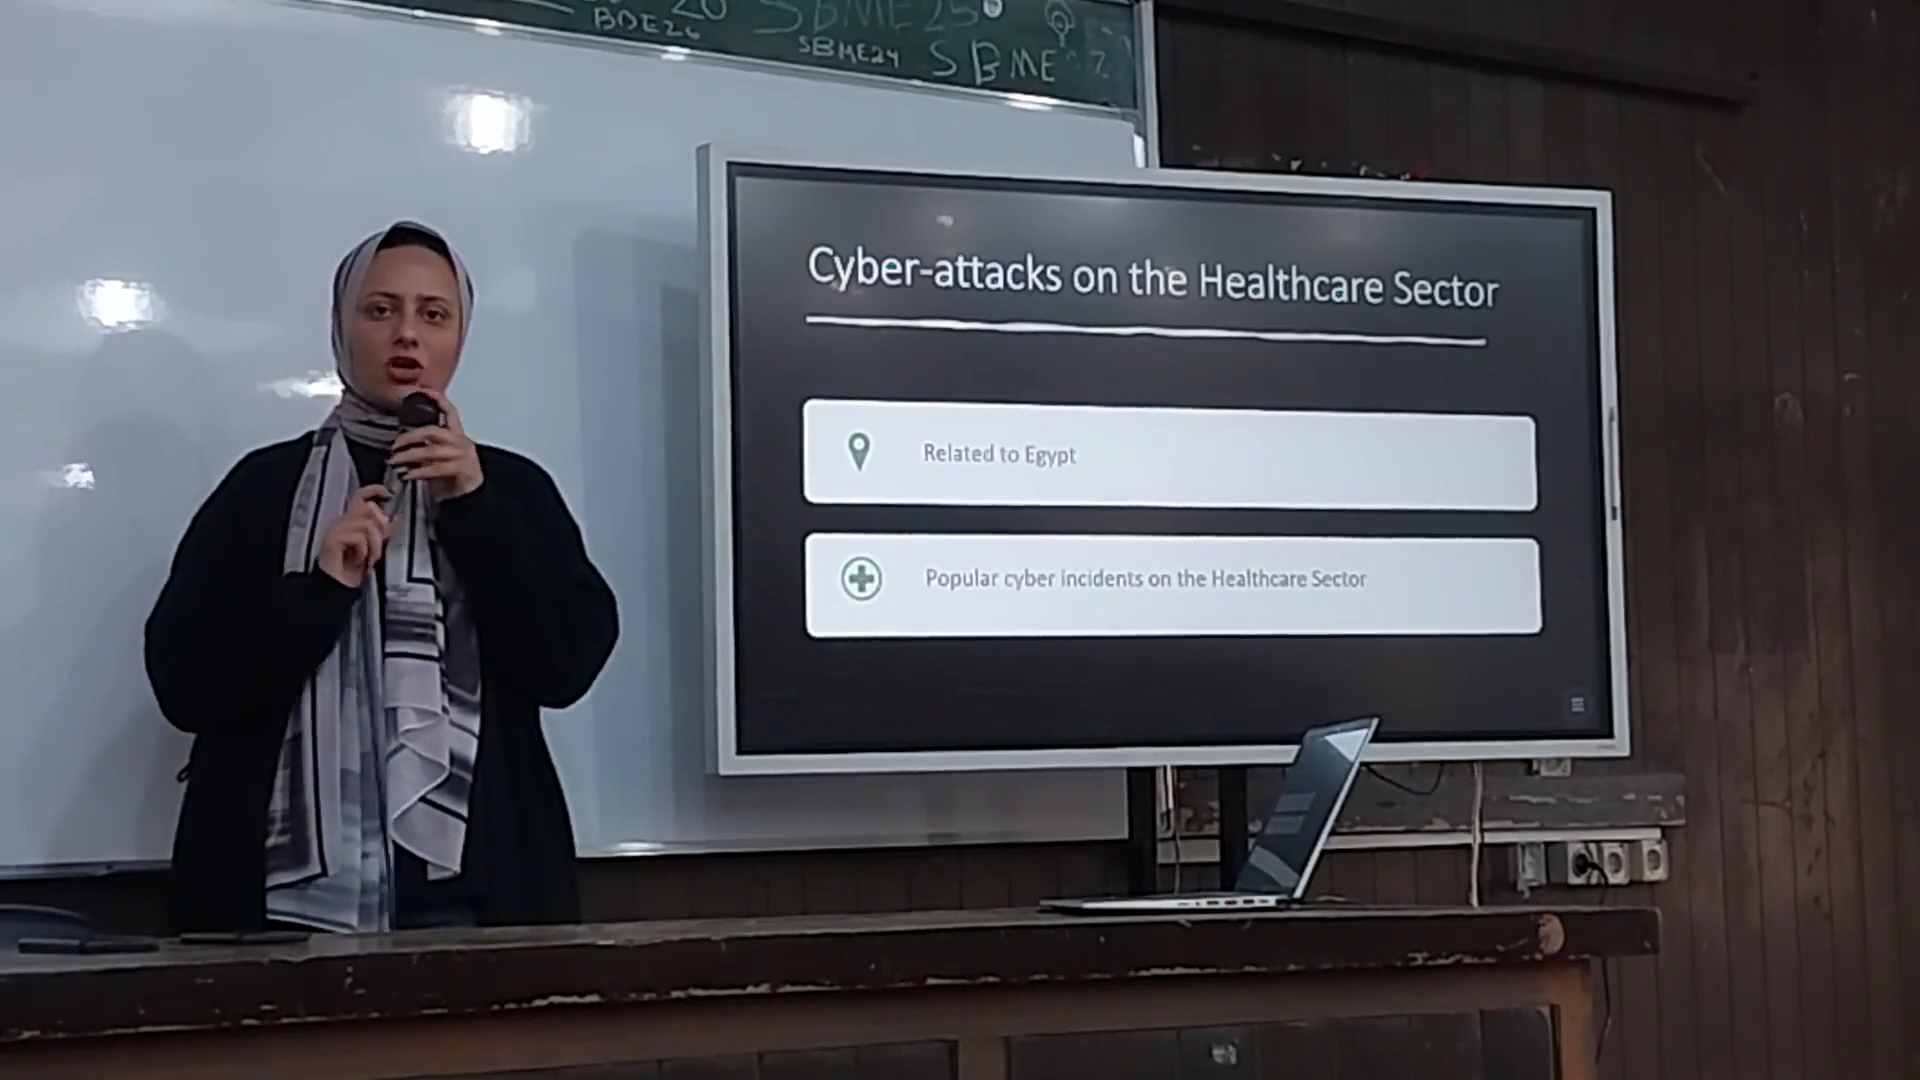 20
BDE26
SBME25
SBME24
SBME
Cyber-attacks on the Healthcare Sector
Related to Egypt
Popular cyber incidents on the Healthcare Sector